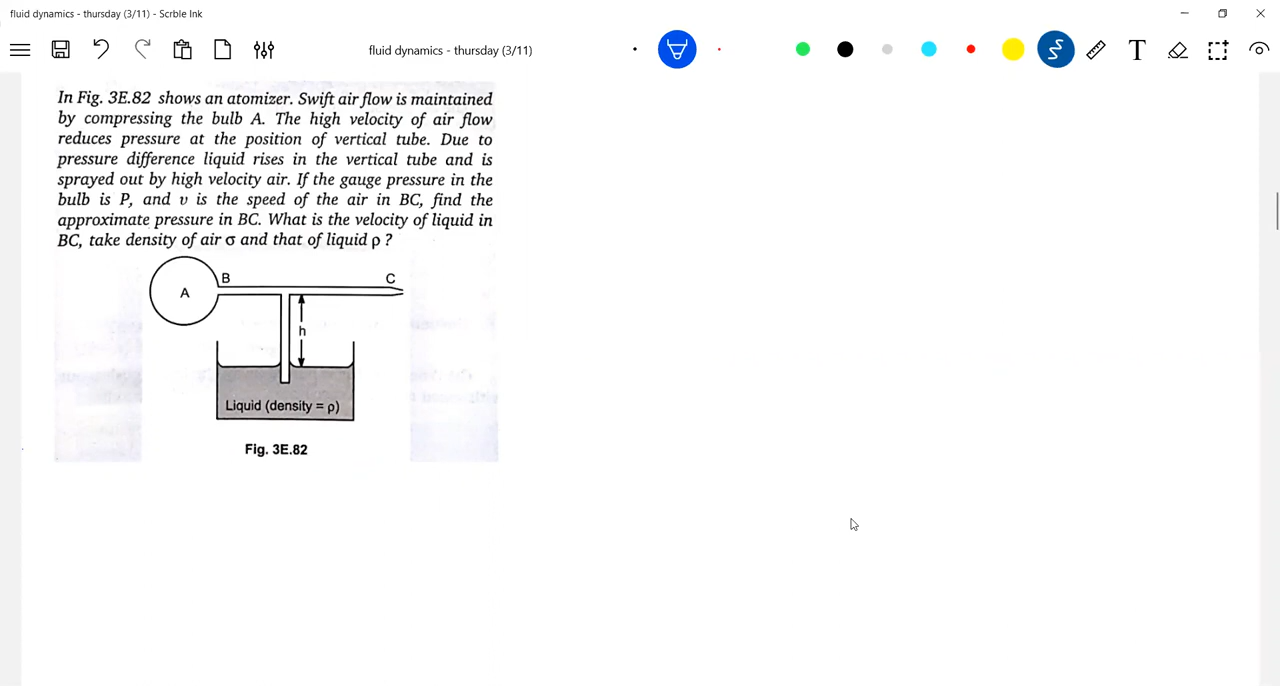 fluid dynamics - thursday (3/11) - Scrble Ink
fluid dynamics - thursday (3/11)
T
In Fig. 3E.82 shows an atomizer. Swift air flow is maintained
by compressing the bulb A. The high velocity of air flow
reduces pressure at the position of vertical tube. Due to
pressure difference liquid rises in the vertical tube and is
sprayed out by high velocity air. If the gauge pressure in the
bulb is P, and v is the speed of the air in BC, find the
approximate pressure in BC. What is the velocity of liquid in
BC, take density of air σ and that of liquid ρ ?
B
C
A
h
Liquid (density = ρ)
Fig. 3E.82